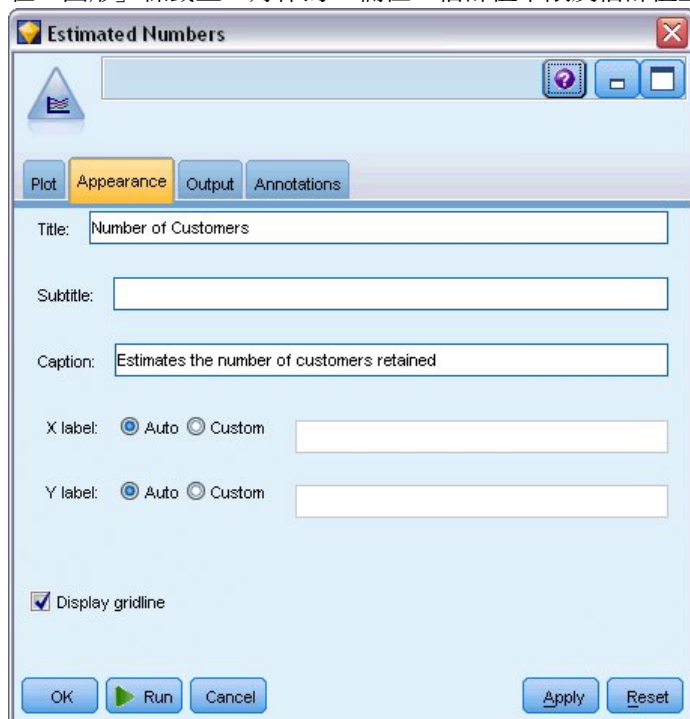 Estimated Numbers
?
Plot Appearance Output Annotations
Title: Number of Customers
Subtitle:
Caption: Estimates the number of customers retained
X label: Auto Custom
Y label: Auto Custom
Display gridline
OK Run Cancel Apply Reset